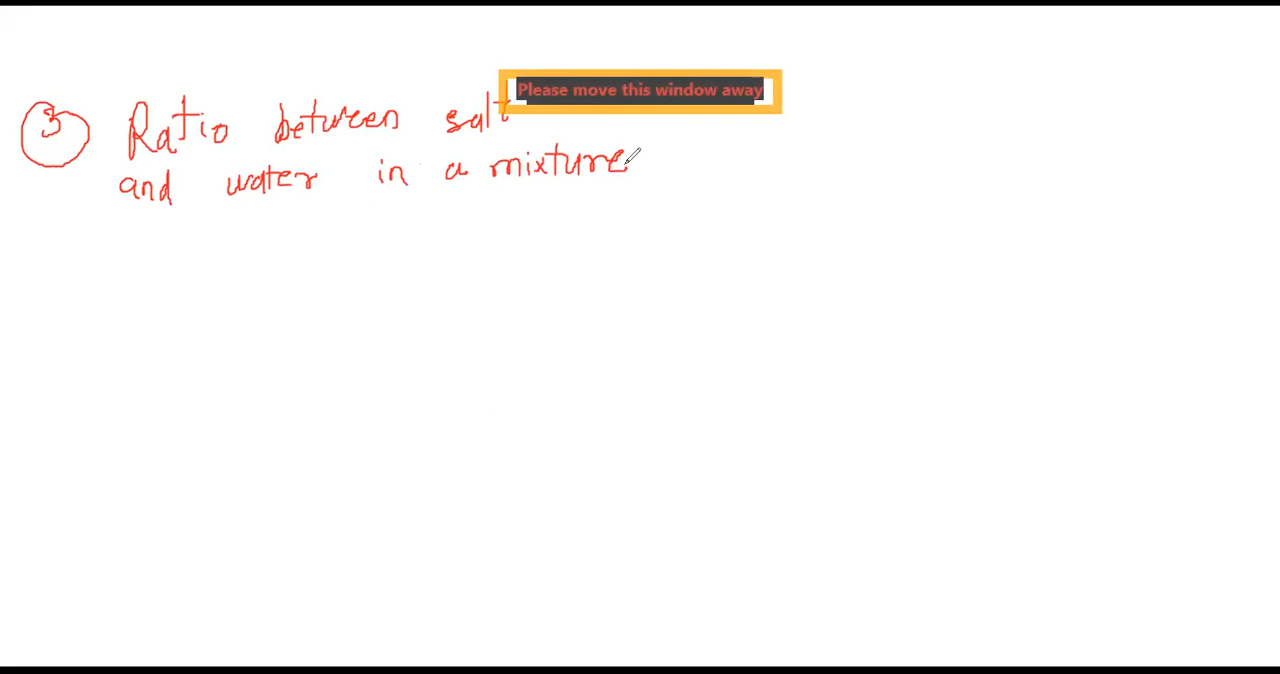 Please move this window away
3 Ratio between salt
and water in a mixture